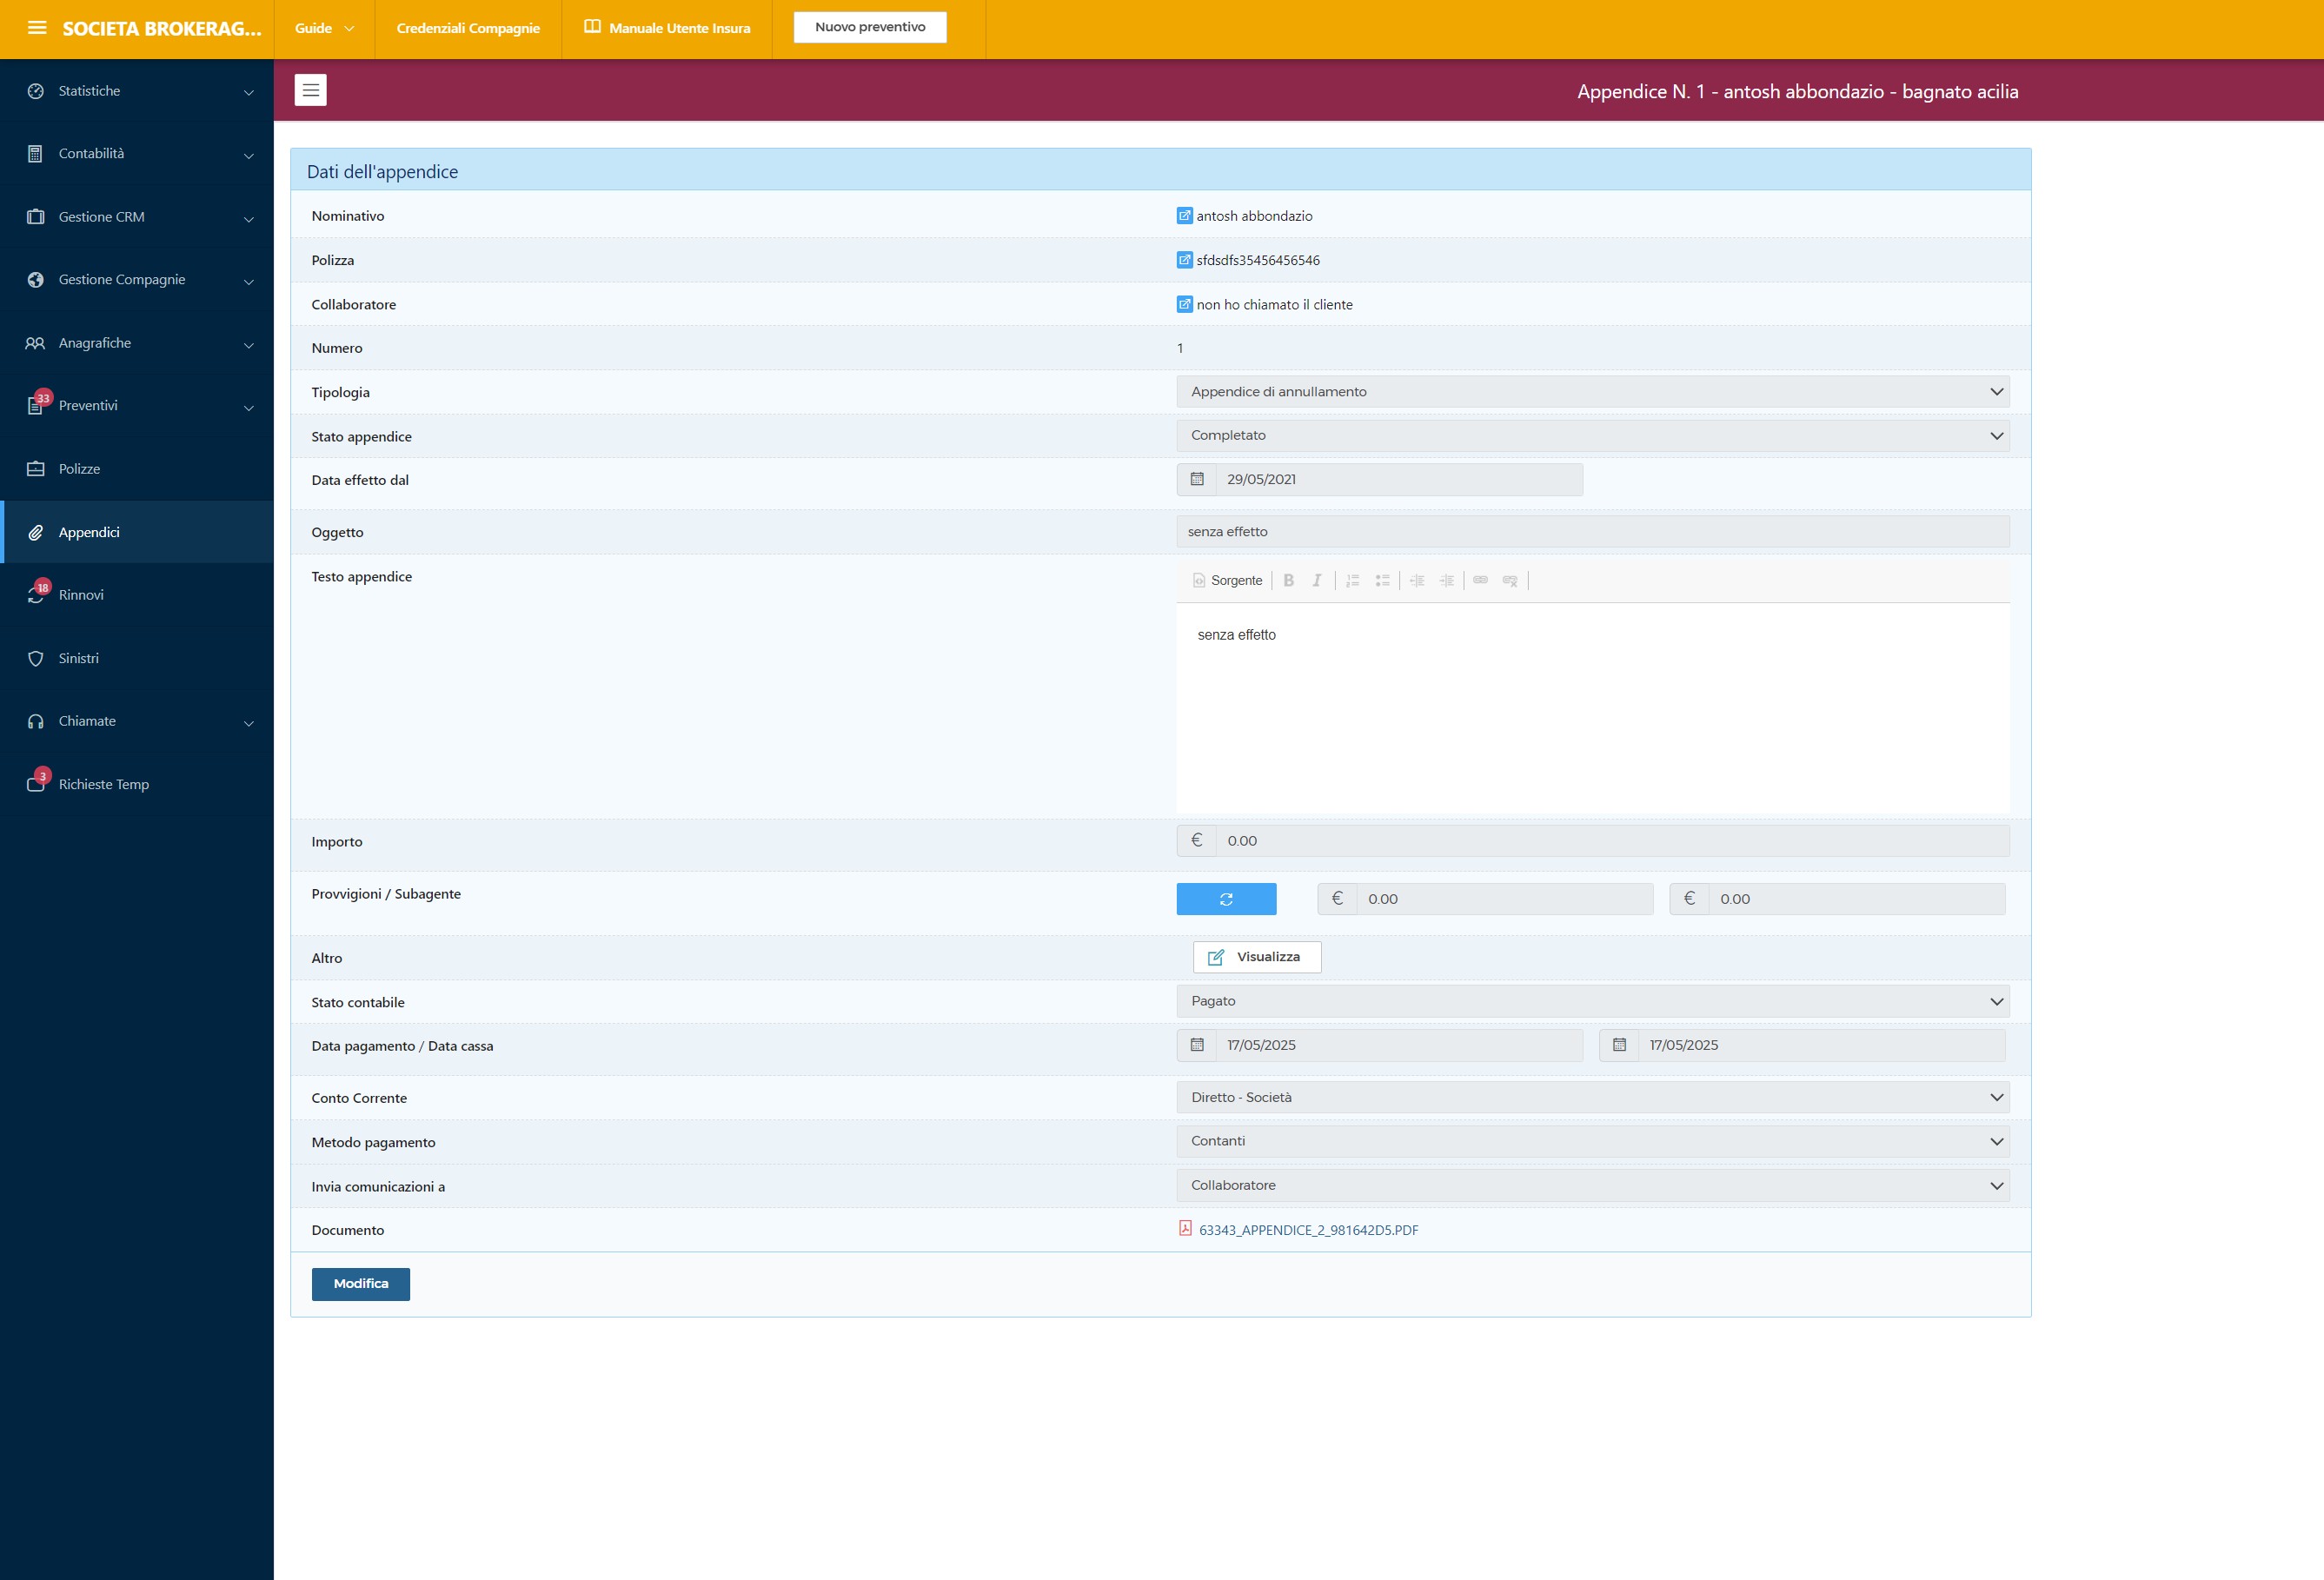 SOCIETA BROKERAG...
Guide
Credenziali Compagnie
Manuale Utente Insura
Nuovo preventivo
Appendice N. 1 - antosh abbondazio - bagnato acilia
Statistiche
Contabilità
Gestione CRM
Gestione Compagnie
Anagrafiche
33
Preventivi
Polizze
Appendici
18
Rinnovi
Sinistri
Chiamate
3
Richieste Temp
Dati dell'appendice
Nominativo antosh abbondazio
Polizza sfdsdfs35456456546
Collaboratore non ho chiamato il cliente
Numero 1
Tipologia Appendice di annullamento
Stato appendice Completato
Data effetto dal 29/05/2021
Oggetto senza effetto
Testo appendice Sorgente B I
senza effetto
Importo € 0.00
Provvigioni / Subagente € 0.00 € 0.00
Altro Visualizza
Stato contabile Pagato
Data pagamento / Data cassa 17/05/2025 17/05/2025
Conto Corrente Diretto - Società
Metodo pagamento Contanti
Invia comunicazioni a Collaboratore
Documento 63343_APPENDICE_2_981642D5.PDF
Modifica